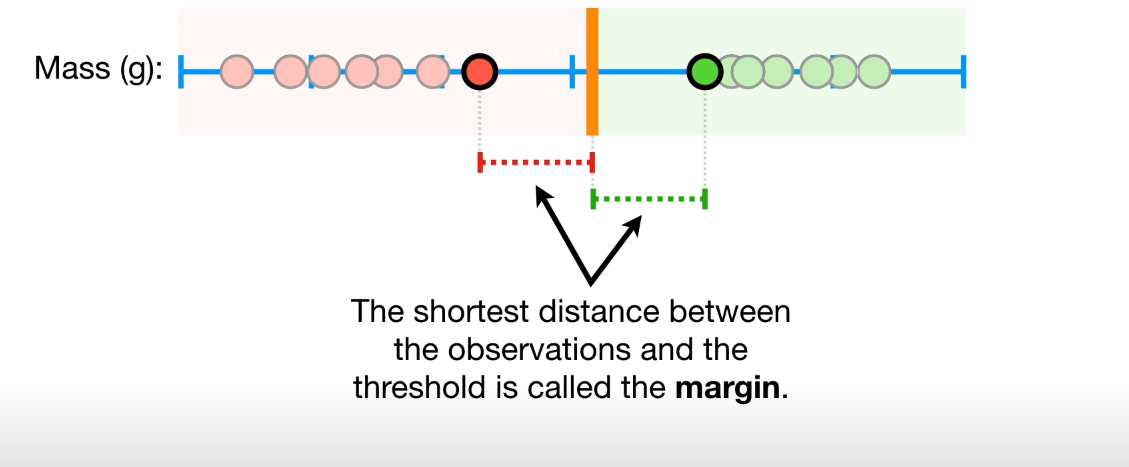 Mass (g):
The shortest distance between
the observations and the
threshold is called the margin.